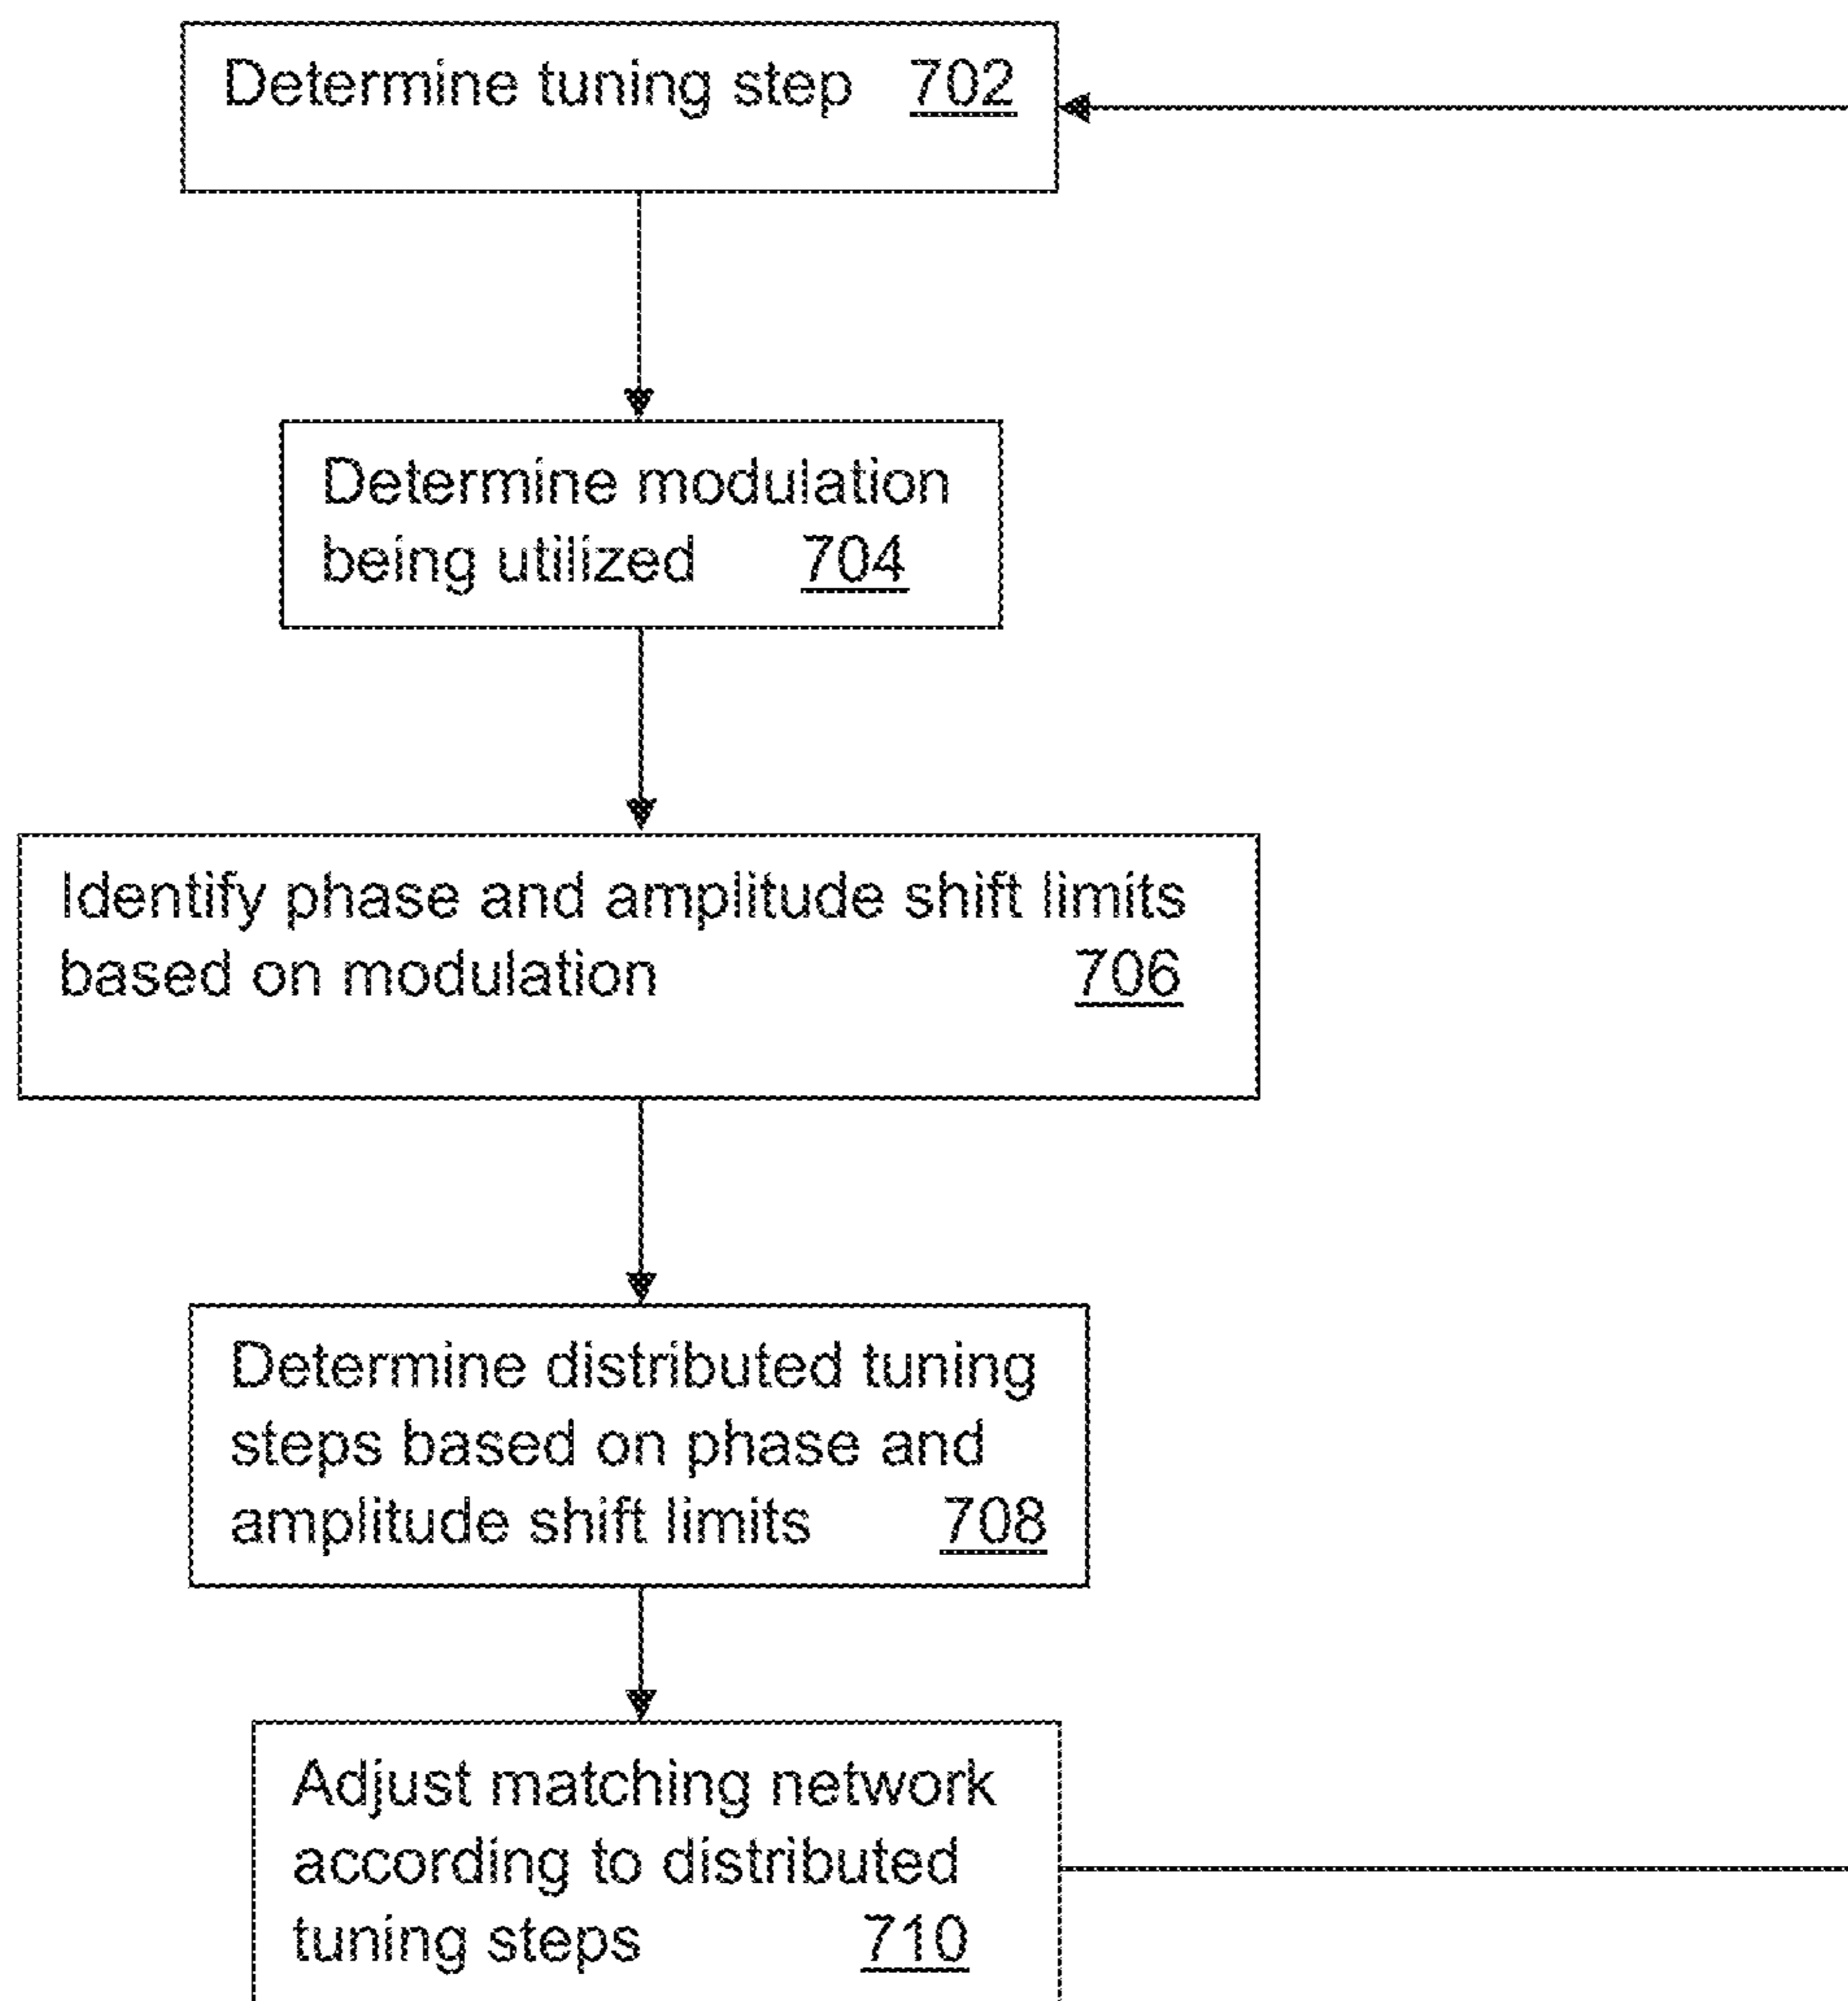 Determine tuning step 702
Determine modulation
being utilized 704
Identify phase and amplitude shift limits
based on modulation 706
Determine distributed tuning
steps based on phase and
amplitude shift limits 708
Adjust matching network
according to distributed
tuning steps 710